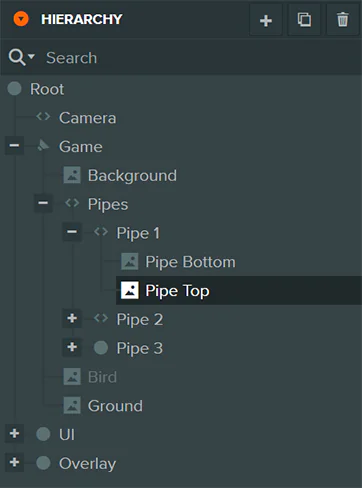 HIERARCHY
Search
Root
Camera
Game
Background
Pipes
Pipe 1
Pipe Bottom
Pipe Top
Pipe 2
Pipe 3
Bird
Ground
UI
Overlay